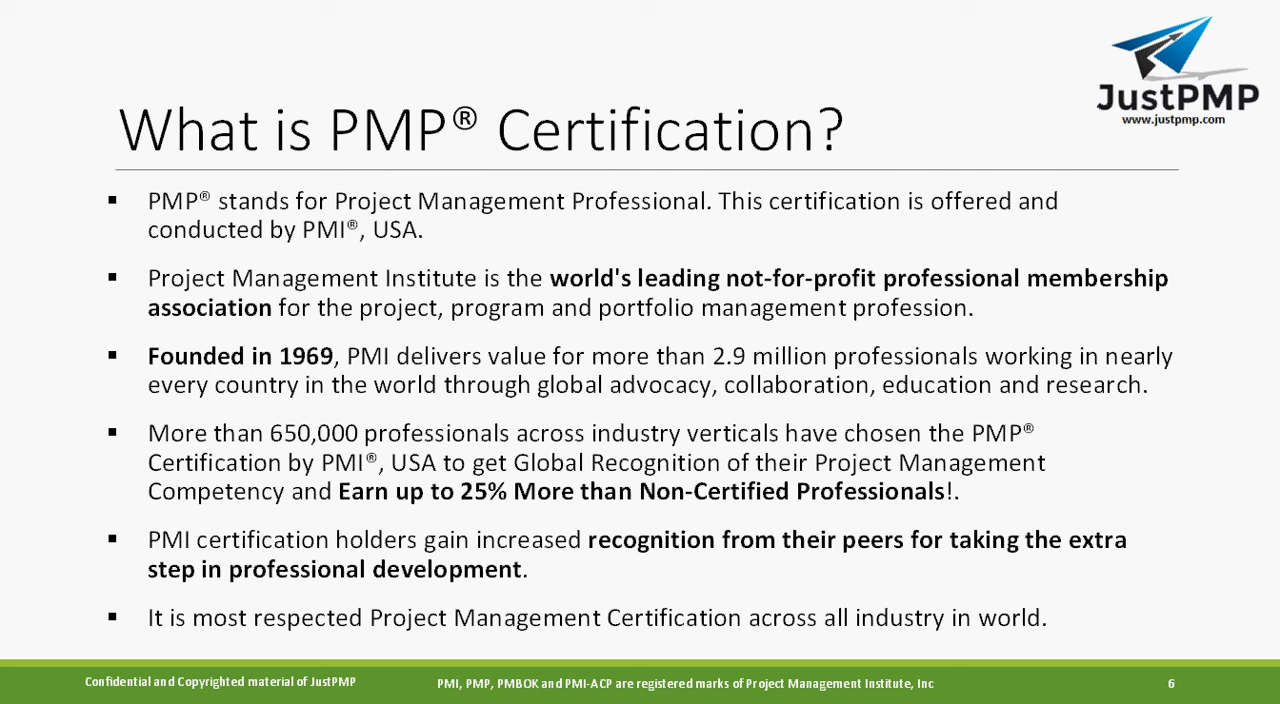 JustPMP
www.justpmp.com
What is PMP® Certification?
▪ PMP® stands for Project Management Professional. This certification is offered and
conducted by PMI®, USA.
▪ Project Management Institute is the world's leading not-for-profit professional membership
association for the project, program and portfolio management profession.
▪ Founded in 1969, PMI delivers value for more than 2.9 million professionals working in nearly
every country in the world through global advocacy, collaboration, education and research.
▪ More than 650,000 professionals across industry verticals have chosen the PMP®
Certification by PMI®, USA to get Global Recognition of their Project Management
Competency and Earn up to 25% More than Non-Certified Professionals!.
▪ PMI certification holders gain increased recognition from their peers for taking the extra
step in professional development.
▪ It is most respected Project Management Certification across all industry in world.
Confidential and Copyrighted material of JustPMP
PMI, PMP, PMBOK and PMI-ACP are registered marks of Project Management Institute, Inc
6